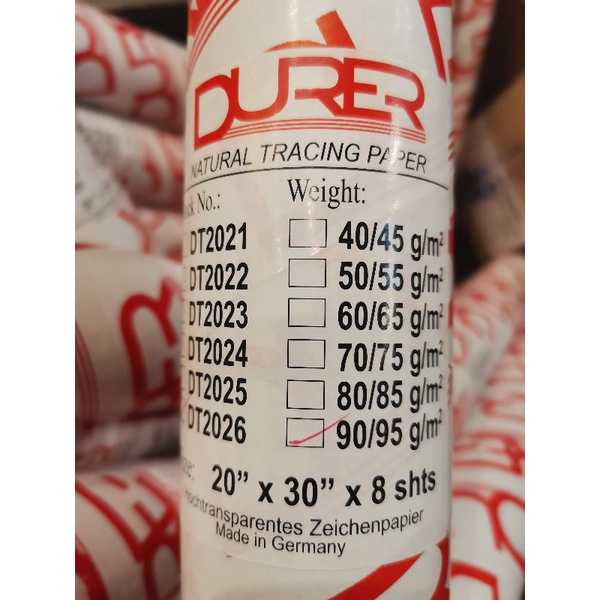 DURER
NATURAL TRACING PAPER
No.: Weight:
DT2021 40/45 g/m²
DT2022 50/55 g/m²
DT2023 60/65 g/m²
DT2024 70/75 g/m²
DT2025 80/85 g/m²
DT2026 90/95 g/m²
20” x 30” x 8 shts
Zeichenpapier
Made in Germany